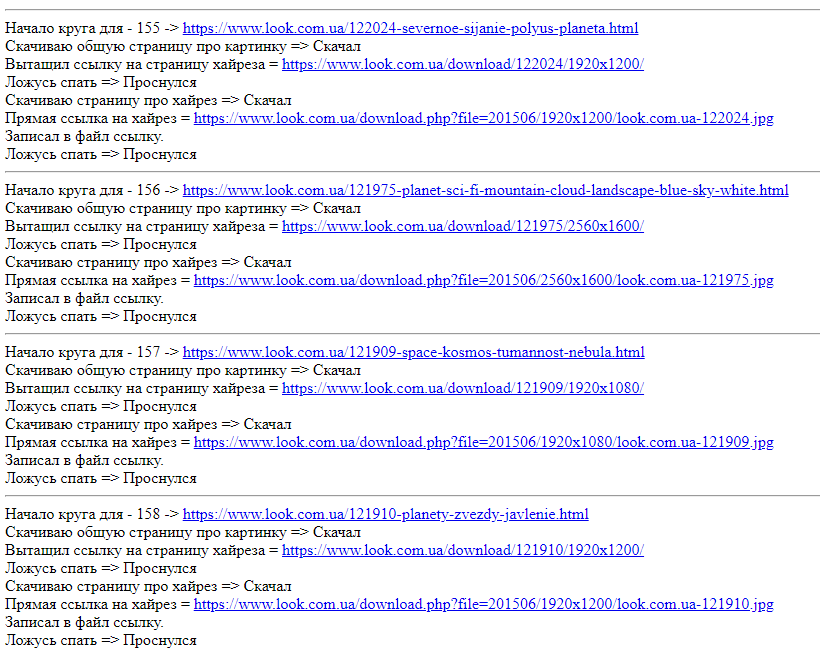 Начало круга для - 155 -> https://www.look.com.ua/122024-severnoe-sijanie-polyus-planeta.html
Скачиваю общую страницу про картинку => Скачал
Вытащил ссылку на страницу хайреза = https://www.look.com.ua/download/122024/1920x1200/
Ложусь спать => Проснулся
Скачиваю страницу про хайрез => Скачал
Прямая ссылка на хайрез = https://www.look.com.ua/download.php?file=201506/1920x1200/look.com.ua-122024.jpg
Записал в файл ссылку.
Ложусь спать => Проснулся
Начало круга для - 156 -> https://www.look.com.ua/121975-planet-sci-fi-mountain-cloud-landscape-blue-sky-white.html
Скачиваю общую страницу про картинку => Скачал
Вытащил ссылку на страницу хайреза = https://www.look.com.ua/download/121975/2560x1600/
Ложусь спать => Проснулся
Скачиваю страницу про хайрез => Скачал
Прямая ссылка на хайрез = https://www.look.com.ua/download.php?file=201506/2560x1600/look.com.ua-121975.jpg
Записал в файл ссылку.
Ложусь спать => Проснулся
Начало круга для - 157 -> https://www.look.com.ua/121909-space-kosmos-tumannost-nebula.html
Скачиваю общую страницу про картинку => Скачал
Вытащил ссылку на страницу хайреза = https://www.look.com.ua/download/121909/1920x1080/
Ложусь спать => Проснулся
Скачиваю страницу про хайрез => Скачал
Прямая ссылка на хайрез = https://www.look.com.ua/download.php?file=201506/1920x1080/look.com.ua-121909.jpg
Записал в файл ссылку.
Ложусь спать => Проснулся
Начало круга для - 158 -> https://www.look.com.ua/121910-planety-zvezdy-javlenie.html
Скачиваю общую страницу про картинку => Скачал
Вытащил ссылку на страницу хайреза = https://www.look.com.ua/download/121910/1920x1200/
Ложусь спать => Проснулся
Скачиваю страницу про хайрез => Скачал
Прямая ссылка на хайрез = https://www.look.com.ua/download.php?file=201506/1920x1200/look.com.ua-121910.jpg
Записал в файл ссылку.
Ложусь спать => Проснулся